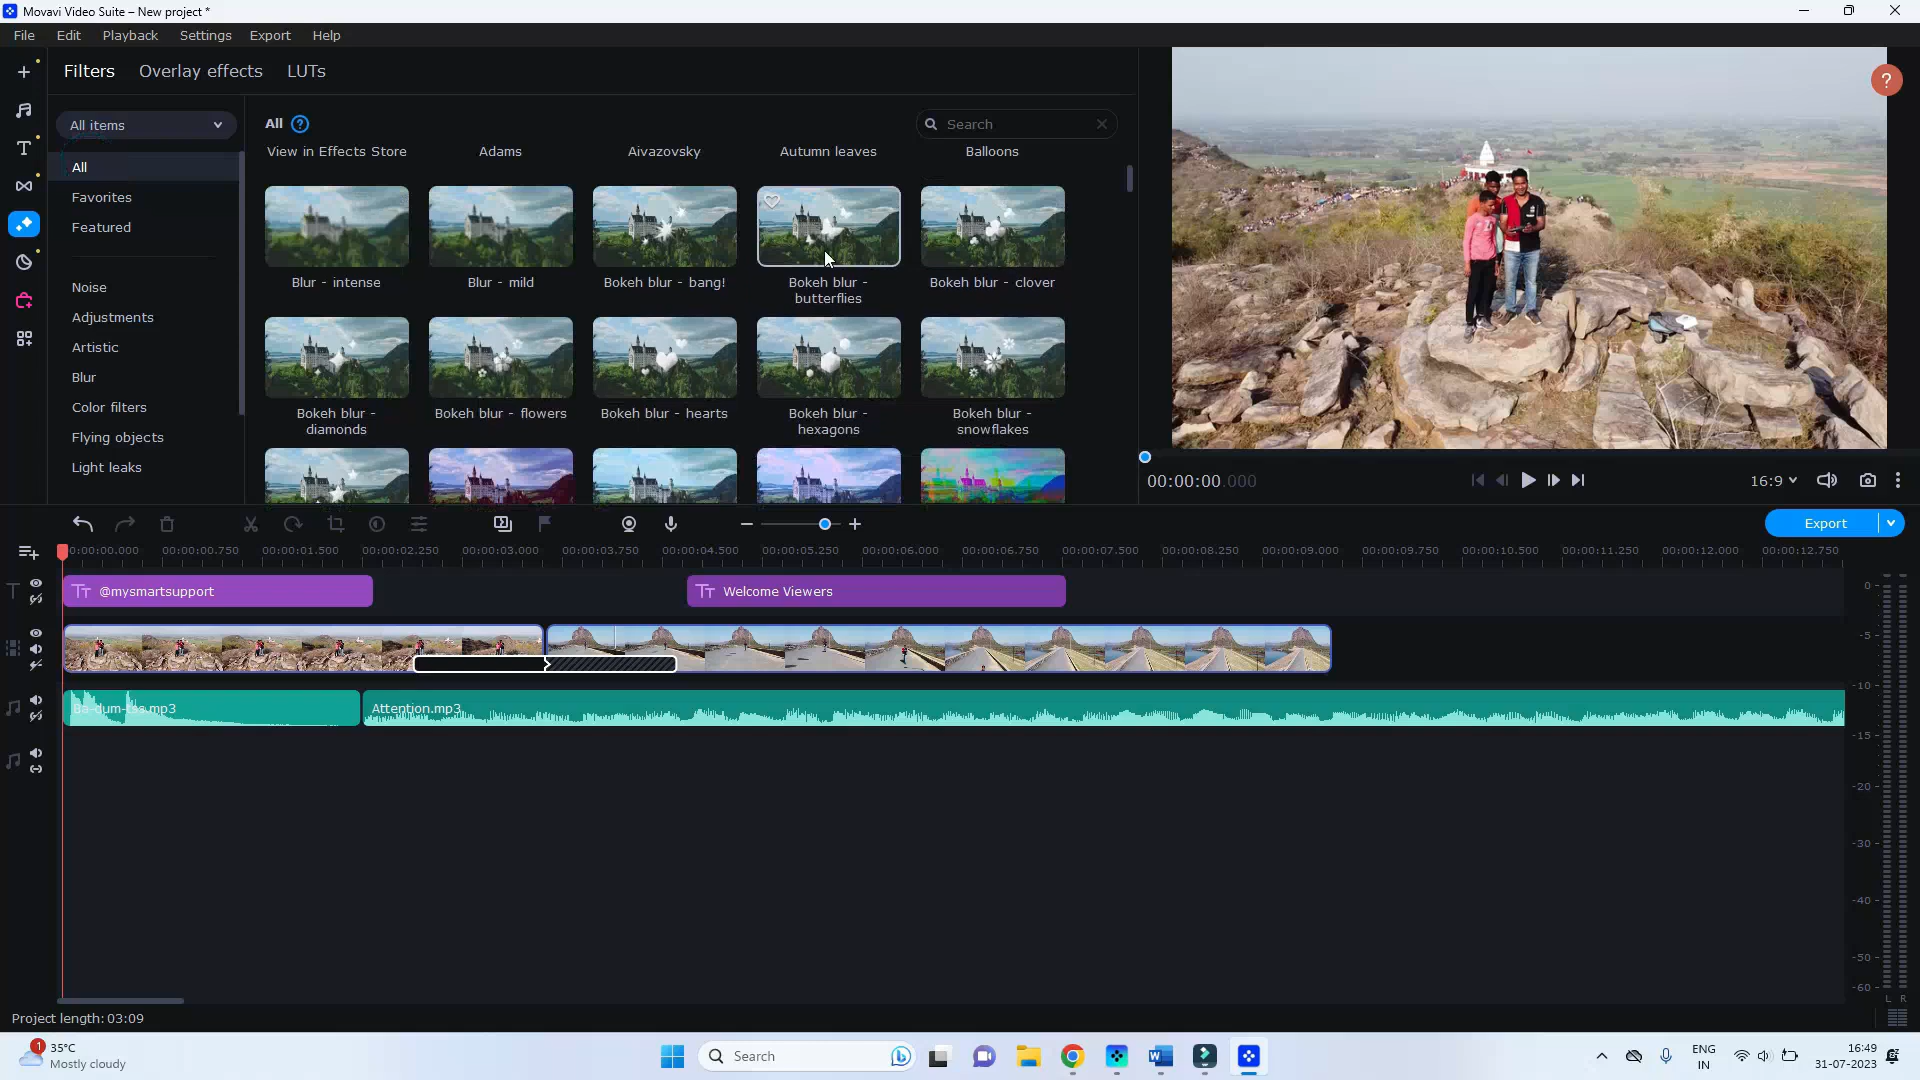 Movavi Video Suite – New project *
File Edit Playback Settings Export Help
Filters Overlay effects LUTs
All items
All
Favorites
Featured
Noise
Adjustments
Artistic
Blur
Color filters
Flying objects
Light leaks
All ?
Search
View in Effects Store Adams Aivazovsky Autumn leaves Balloons
Blur - intense Blur - mild Bokeh blur - bang! Bokeh blur - butterflies Bokeh blur - clover
Bokeh blur - diamonds Bokeh blur - flowers Bokeh blur - hearts Bokeh blur - hexagons Bokeh blur - snowflakes
?
00:00:00.000
16:9
Export
0:00:00.000 00:00:00.750 00:00:01.500 00:00:02.250 00:00:03.000 00:00:03.750 00:00:04.500 00:00:05.250 00:00:06.000 00:00:06.750 00:00:07.500 00:00:08.250 00:00:09.000 00:00:09.750 00:00:10.500 00:00:11.250 00:00:12.000 00:00:12.750
Tт @mysmartsupport
Tт Welcome Viewers
Ba-dum-tss.mp3
Attention.mp3
0
-5
-10
-15
-20
-30
-40
-50
-60
L R
Project length: 03:09
1
35°C
Mostly cloudy
Search
ENG
IN
16:49
31-07-2023